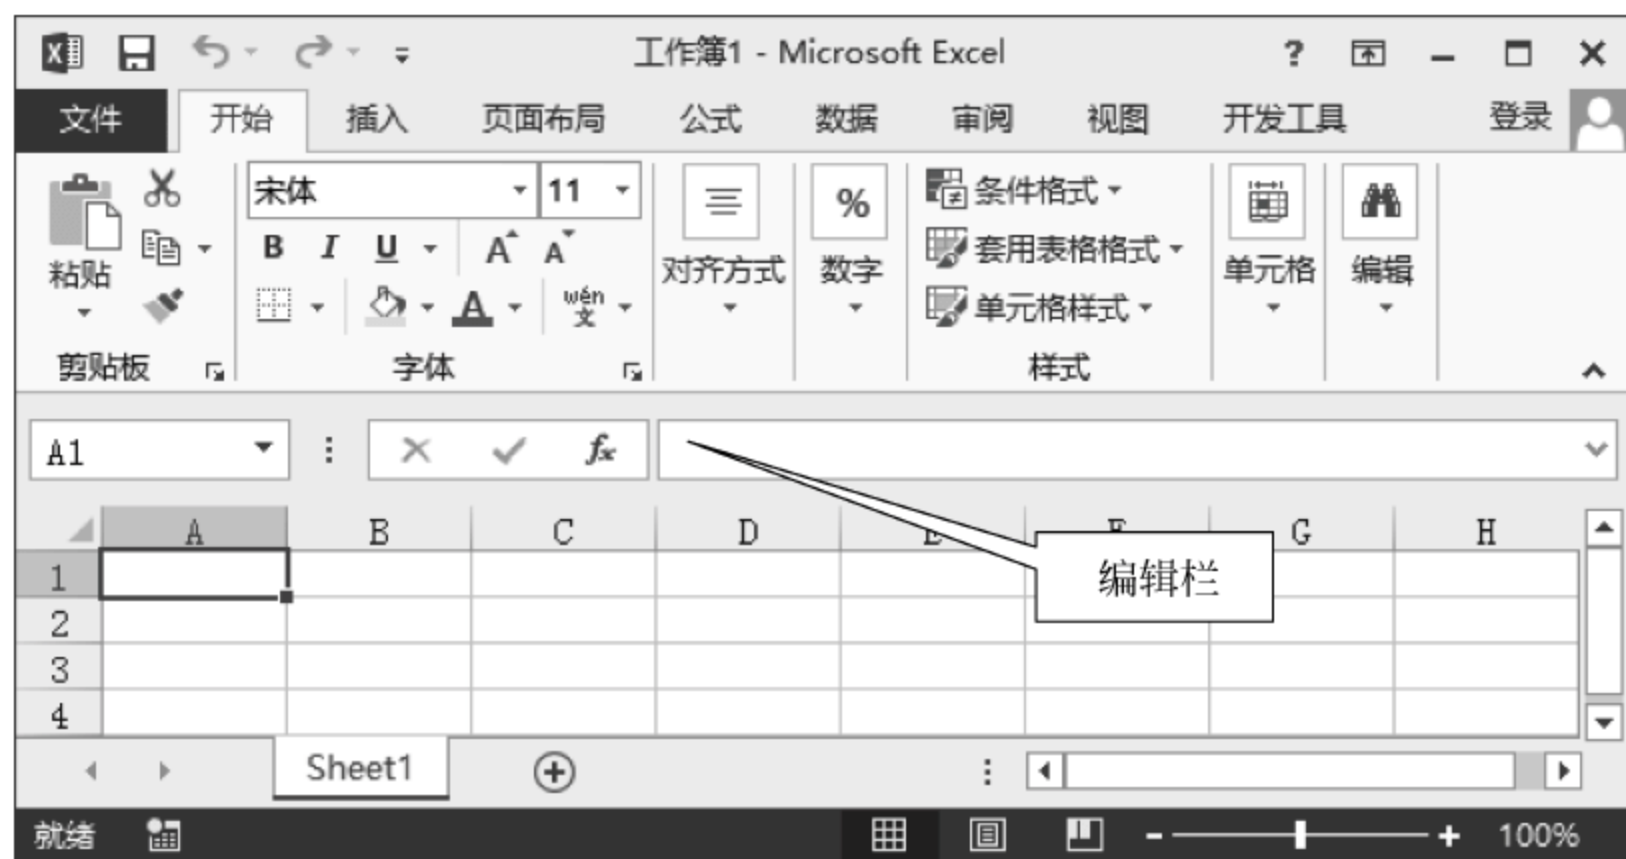 工作簿1 - Microsoft Excel ?
文件 开始 插入 页面布局 公式 数据 审阅 视图 开发工具 登录
宋体 11 % 条件格式
粘贴 B I U A A 对齐方式 数字 套用表格格式 单元格 编辑
A wén 文 单元格样式
剪贴板 字体 样式
A1 fx
A B C D E F G H
编辑栏
1
2
3
4
Sheet1
就绪 100%